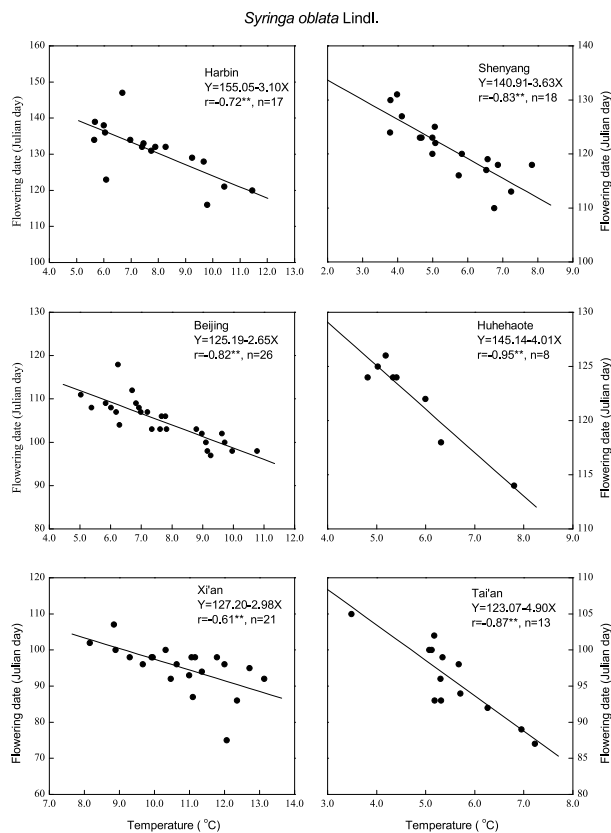 Syringa oblata Lindl.
Flowering date (Julian day)
160
150
140
130
120
110
100
4.0 5.0 6.0 7.0 8.0 9.0 10.0 11.0 12.0 13.0
Harbin
Y=155.05-3.10X
r=-0.72**, n=17
Flowering date (Julian day)
140
130
120
110
100
2.0 3.0 4.0 5.0 6.0 7.0 8.0 9.0
Shenyang
Y=140.91-3.63X
r=-0.83**, n=18
Flowering date (Julian day)
130
120
110
100
90
80
4.0 5.0 6.0 7.0 8.0 9.0 10.0 11.0 12.0
Beijing
Y=125.19-2.65X
r=-0.82**, n=26
Flowering date (Julian day)
130
125
120
115
110
4.0 5.0 6.0 7.0 8.0 9.0
Huhehaote
Y=145.14-4.01X
r=-0.95**, n=8
Flowering date (Julian day)
120
110
100
90
80
70
60
7.0 8.0 9.0 10.0 11.0 12.0 13.0 14.0
Xi'an
Y=127.20-2.98X
r=-0.61**, n=21
Temperature ( °C)
Flowering date (Julian day)
110
105
100
95
90
85
80
3.0 4.0 5.0 6.0 7.0 8.0
Tai'an
Y=123.07-4.90X
r=-0.87**, n=13
Temperature ( °C)